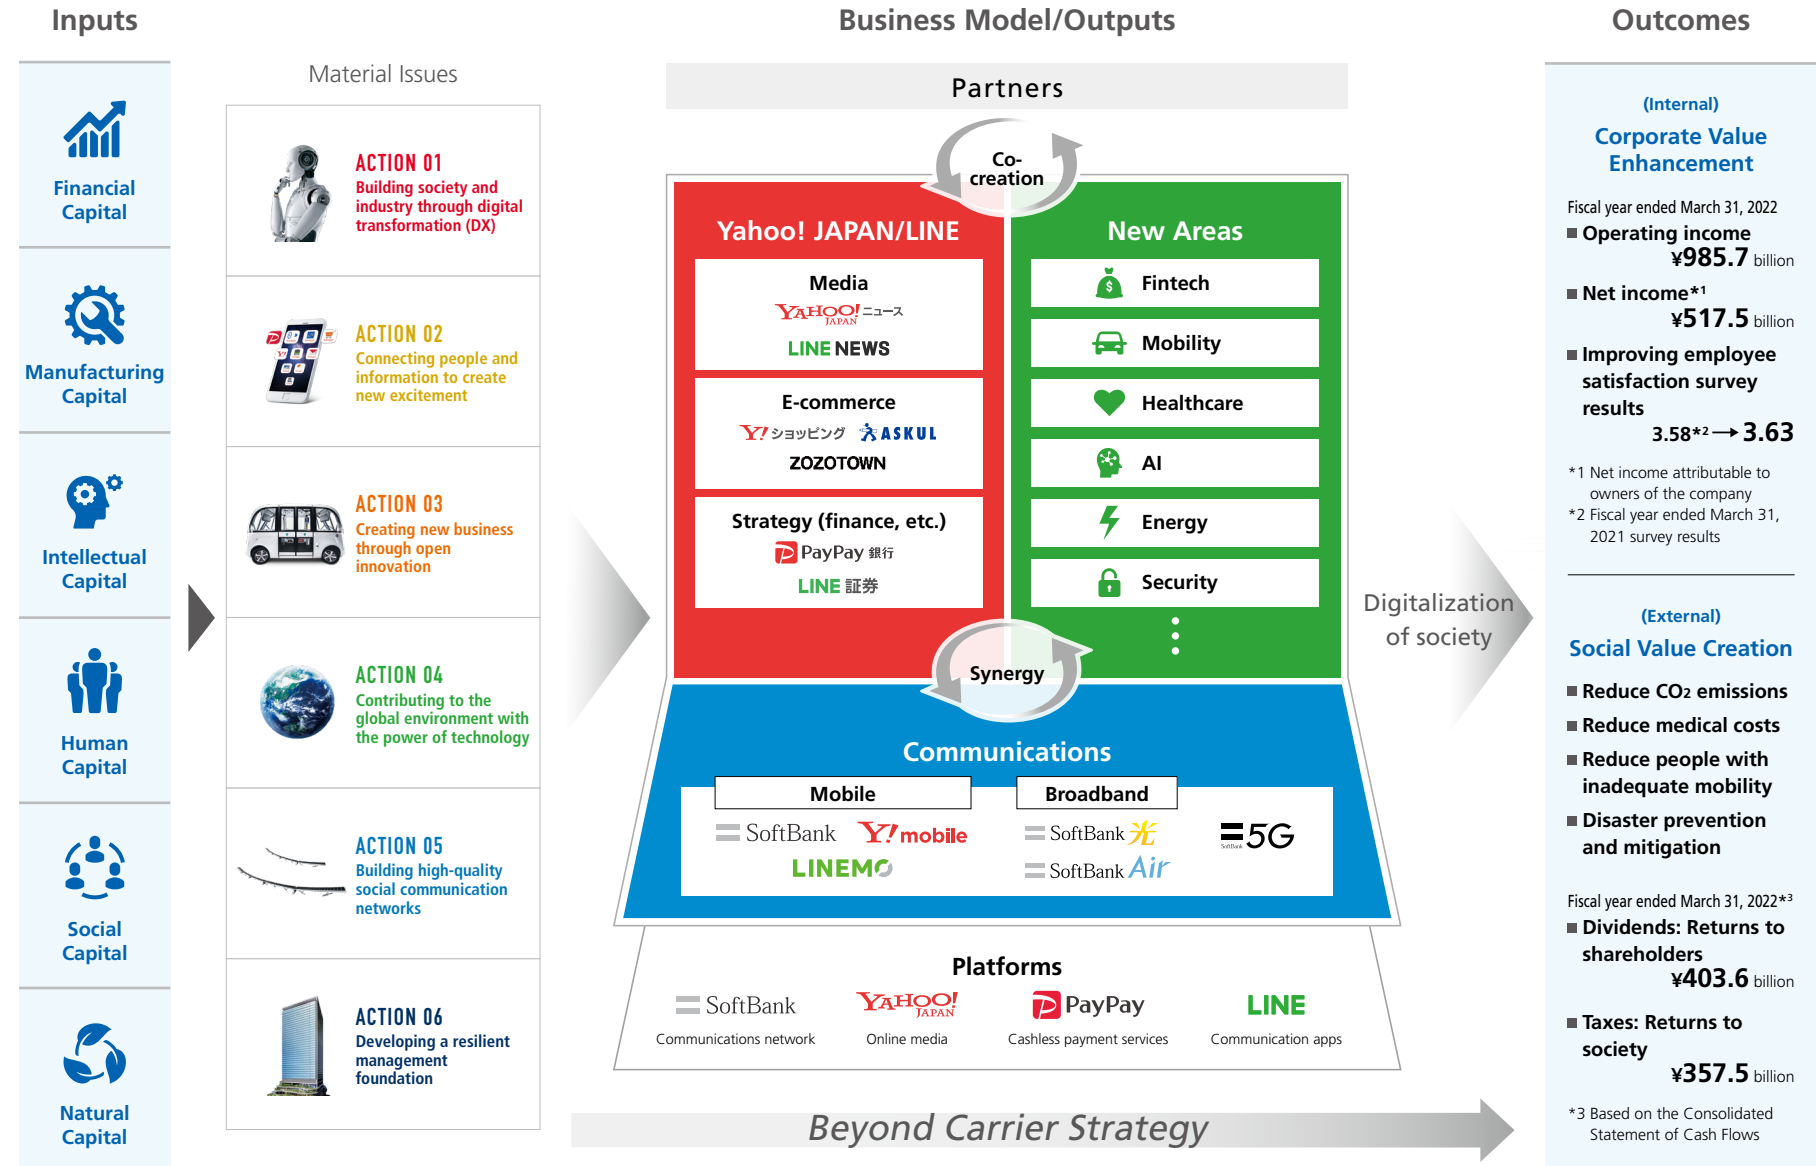 Inputs
Business Model/Outputs
Outcomes
Financial
Capital
Manufacturing
Capital
Intellectual
Capital
Human
Capital
Social
Capital
Natural
Capital
Material Issues
ACTION 01
Building society and
industry through digital
transformation (DX)
ACTION 02
Connecting people and
information to create
new excitement
ACTION 03
Creating new business
through open
innovation
ACTION 04
Contributing to the
global environment with
the power of technology
ACTION 05
Building high-quality
social communication
networks
ACTION 06
Developing a resilient
management
foundation
Partners
Co-
creation
Yahoo! JAPAN/LINE
Media
YAHOO! JAPAN ニュース
LINE NEWS
E-commerce
Y! ショッピング ASKUL
ZOZOTOWN
Strategy (finance, etc.)
PayPay 銀行
LINE 証券
New Areas
Fintech
Mobility
Healthcare
AI
Energy
Security
Synergy
Communications
Mobile
SoftBank Y!mobile
LINEMO
Broadband
SoftBank 光
SoftBank Air
SoftBank 5G
Platforms
SoftBank
Communications network
YAHOO! JAPAN
Online media
PayPay
Cashless payment services
LINE
Communication apps
Beyond Carrier Strategy
Digitalization
of society
(Internal)
Corporate Value
Enhancement
Fiscal year ended March 31, 2022
■ Operating income
¥985.7 billion
■ Net income*1
¥517.5 billion
■ Improving employee
satisfaction survey
results
3.58*2 → 3.63
*1 Net income attributable to
owners of the company
*2 Fiscal year ended March 31,
2021 survey results
(External)
Social Value Creation
■ Reduce CO2 emissions
■ Reduce medical costs
■ Reduce people with
inadequate mobility
■ Disaster prevention
and mitigation
Fiscal year ended March 31, 2022*3
■ Dividends: Returns to
shareholders
¥403.6 billion
■ Taxes: Returns to
society
¥357.5 billion
*3 Based on the Consolidated
Statement of Cash Flows